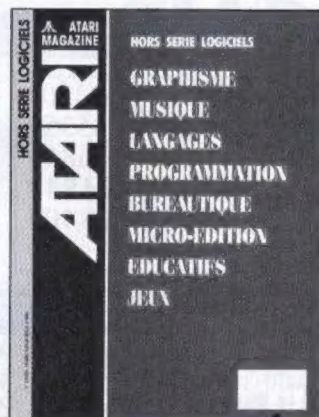 HORS SERIE LOGICIELS
ATARI
MAGAZINE
ATARI
HORS SERIE LOGICIELS
GRAPHISME
MUSIQUE
LANGAGES
PROGRAMMATION
BUREAUTIQUE
MICRO-EDITION
EDUCATIFS
JEUX